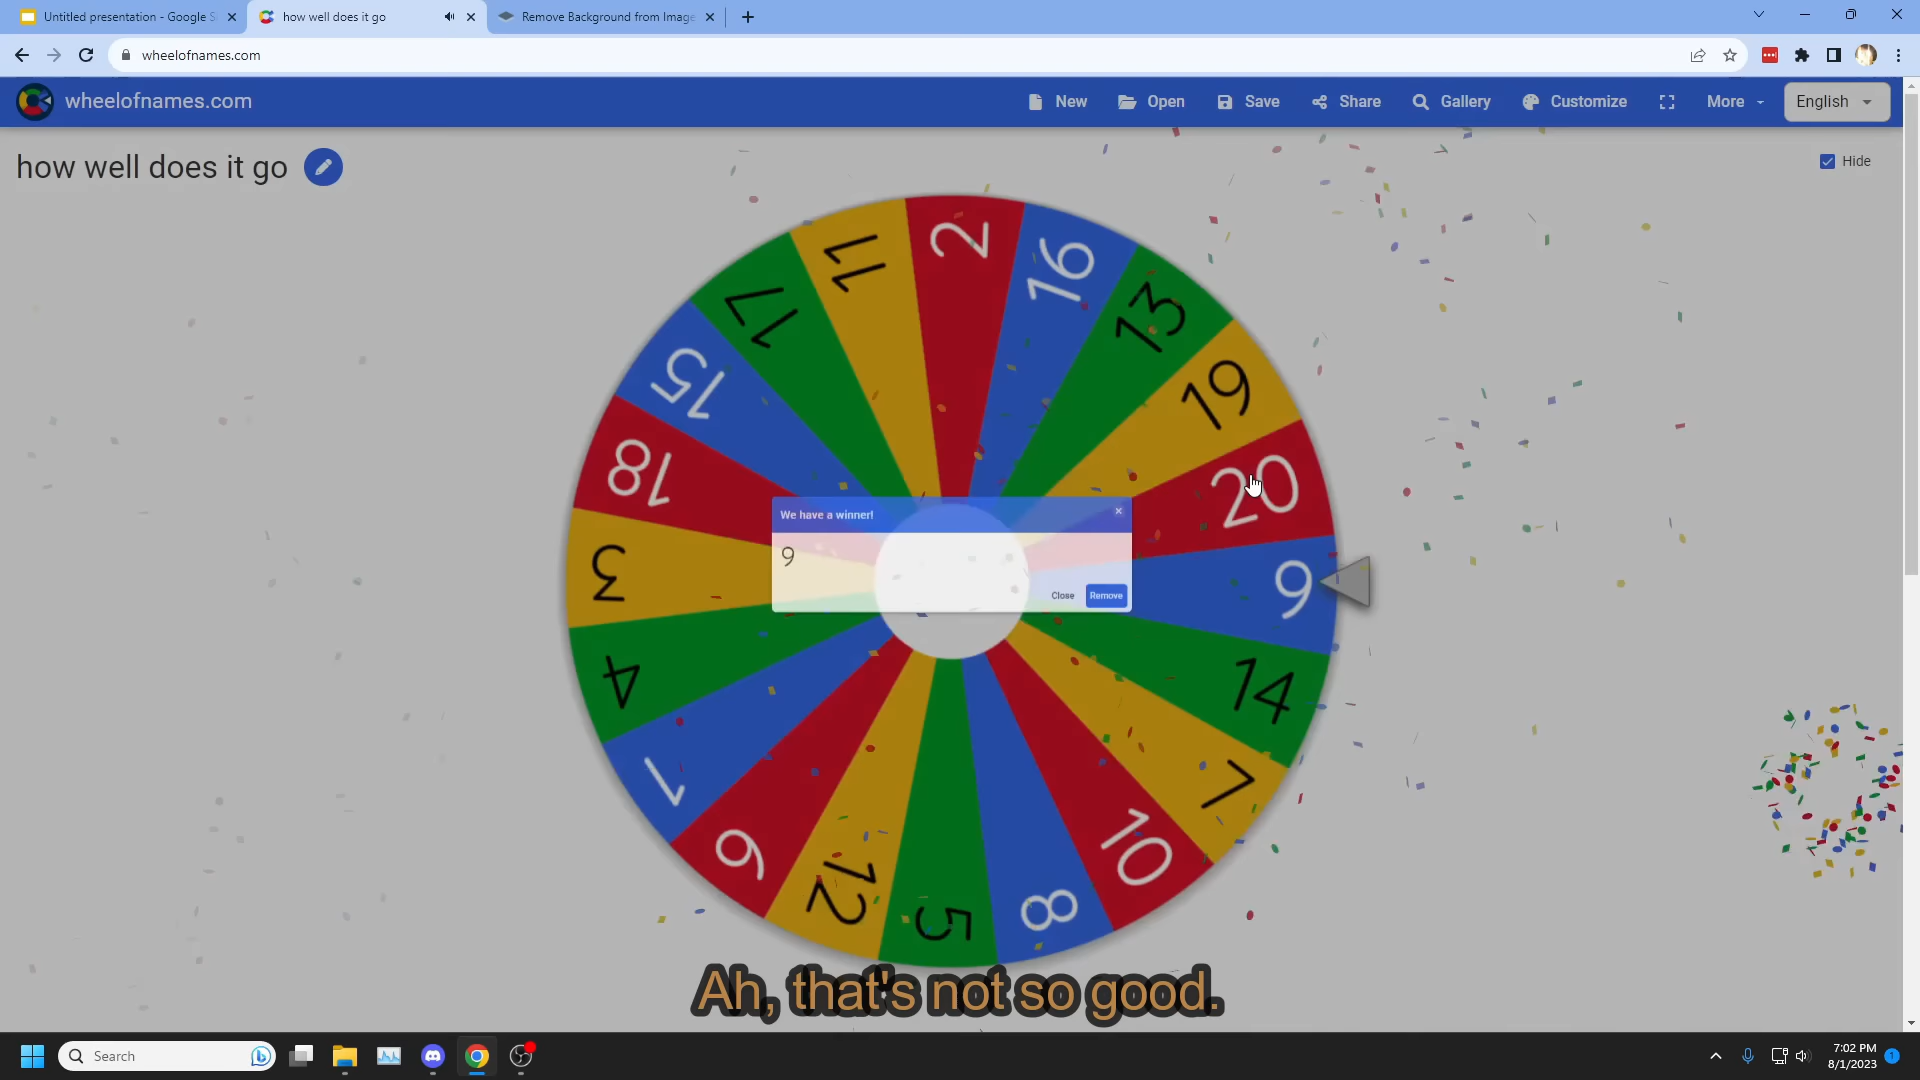 Untitled presentation - Google S
how well does it go
Remove Background from Image
wheelofnames.com
wheelofnames.com
New
Open
Save
Share
Gallery
Customize
More
English
how well does it go
Hide
2
16
13
19
20
9
14
7
10
8
5
12
6
1
4
3
18
15
17
11
We have a winner!
9
Close
Remove
Ah, that's not so good.
Search
7:02 PM
8/1/2023
1